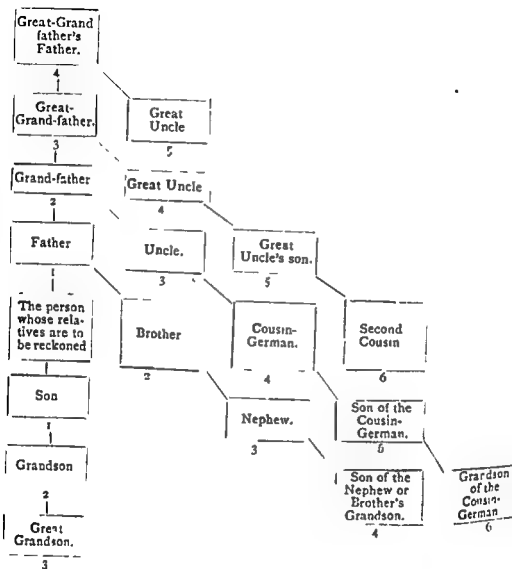 Great-Grand
father's
Father.
4
Great-
Grand-father.
3
Great
Uncle
5
Grand-father
2
Great Uncle
4
Father
1
Uncle.
3
Great
Uncle's son.
5
The person
whose rela-
tives are to
be reckoned
Brother
2
Cousin-
German.
4
Second
Cousin
6
Son
1
Nephew.
3
Son of the
Cousin-
German.
Grandson
2
Son of the
Nephew or
Brother's
Grandson.
4
Grandson
of the
Cousin-
German
6
Great
Grandson.
3